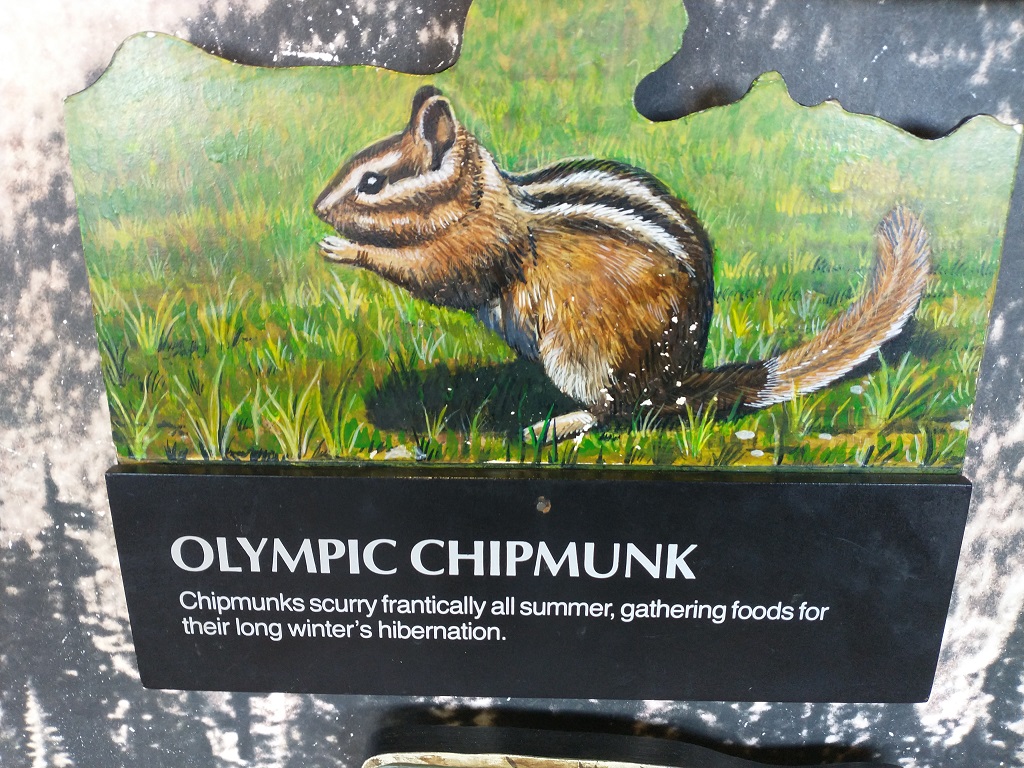 OLYMPIC CHIPMUNK
Chipmunks scurry frantically all summer, gathering foods for
their long winter's hibernation.